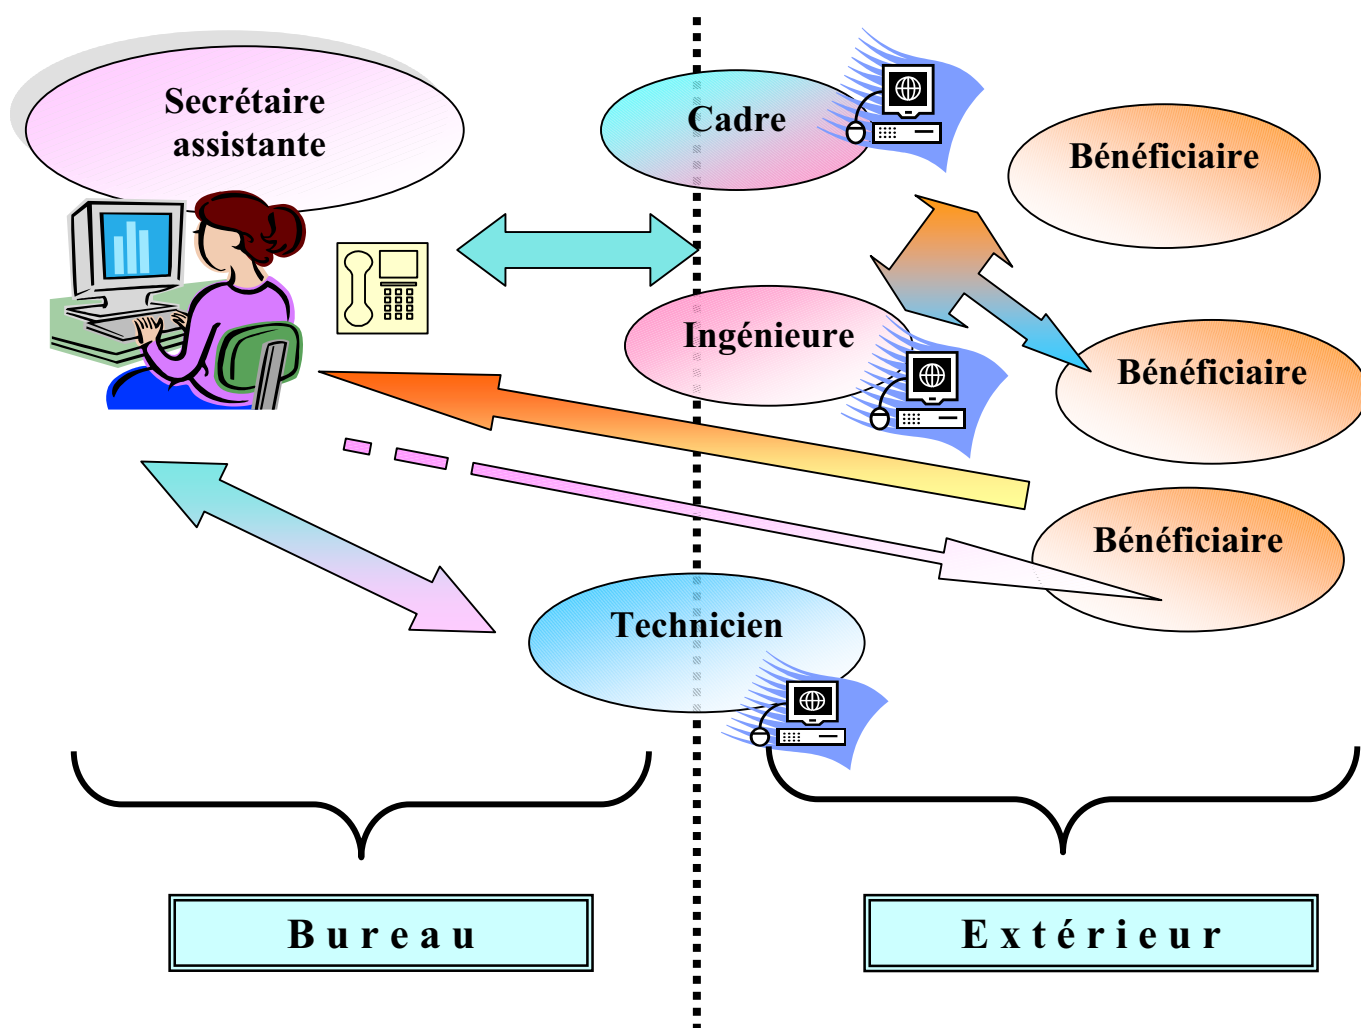 Secrétaire
assistante
Cadre
Bénéficiaire
Ingénieure
Bénéficiaire
Bénéficiaire
Technicien
Bureau
Extérieur